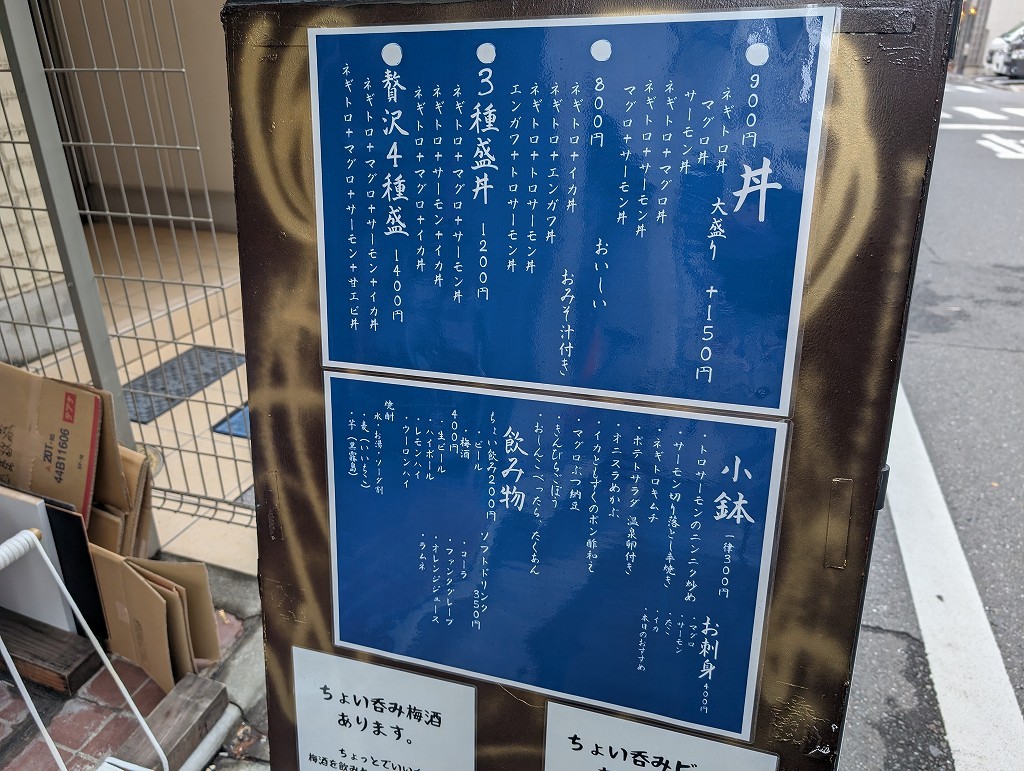 丼
大盛り +150円
900円
ネギトロ丼
マグロ丼
サーモン丼
ネギトロ+マグロ丼
ネギトロ+サーモン丼
マグロ+サーモン丼
800円
おいしい
おみそ汁付き
ネギトロ+イカ丼
ネギトロ+エンガワ丼
ネギトロ+トロサーモン丼
エンガワ+トロサーモン丼
3種盛丼 1200円
ネギトロ+マグロ+サーモン丼
ネギトロ+サーモン+イカ丼
ネギトロ+マグロ+イカ丼
贅沢4種盛 1400円
ネギトロ+マグロ+サーモン+イカ丼
ネギトロ+マグロ+サーモン+甘エビ丼
小鉢 一律300円
・トロサーモンのニンニク炒め
・サーモン切り落とし串焼き
・ネギトロキムチ
・ポテトサラダ 温泉卵付き
・オニスラめかぶ
・イカともずくのポン酢和え
・マグロぶつ納豆
・きんぴらごぼう
・おしんこべったら、たくあん
お刺身 400円
・マグロ
・サーモン
・たこ
・イカ
・本日のおすすめ
飲み物
ちょい飲み200円
ビール
・梅酒
400円
・生ビール
・ハイボール
・レモンハイ
・ウーロンハイ
焼酎
水・お湯・ソーダ割
・麦(いいちこ)
・芋(黒霧島)
ソフトドリンク
350円
・コーラ
・ファンタグレープ
・オレンジジュース
・ラムネ
ちょい呑み梅酒
あります。
ちょっとでいい
梅酒を飲み
ちょい呑みビ
20T-80
44B11606